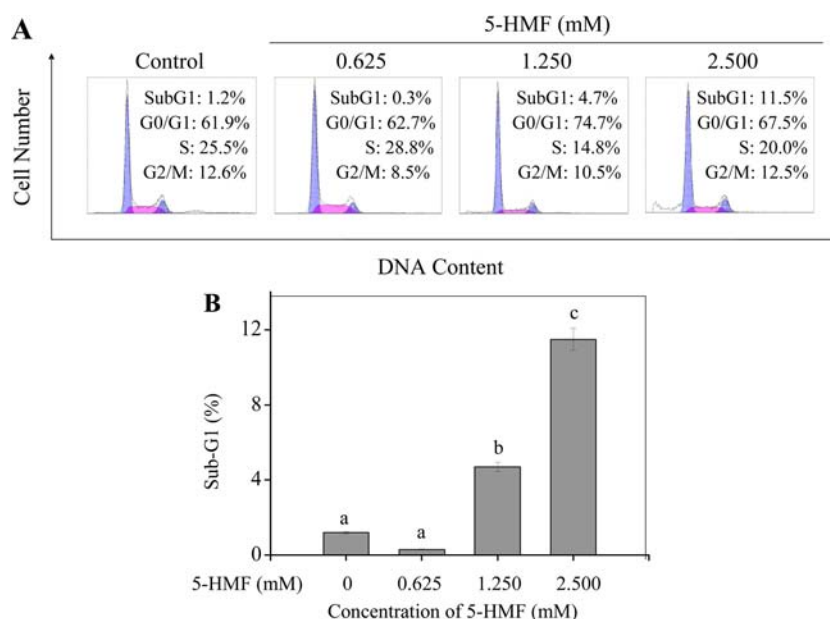 A
5-HMF (mM)
Control
0.625
1.250
2.500
Cell Number
SubG1: 1.2%
G0/G1: 61.9%
S: 25.5%
G2/M: 12.6%
SubG1: 0.3%
G0/G1: 62.7%
S: 28.8%
G2/M: 8.5%
SubG1: 4.7%
G0/G1: 74.7%
S: 14.8%
G2/M: 10.5%
SubG1: 11.5%
G0/G1: 67.5%
S: 20.0%
G2/M: 12.5%
DNA Content
B
Sub-G1 (%)
12
8
4
0
a
a
b
c
5-HMF (mM) 0 0.625 1.250 2.500
Concentration of 5-HMF (mM)